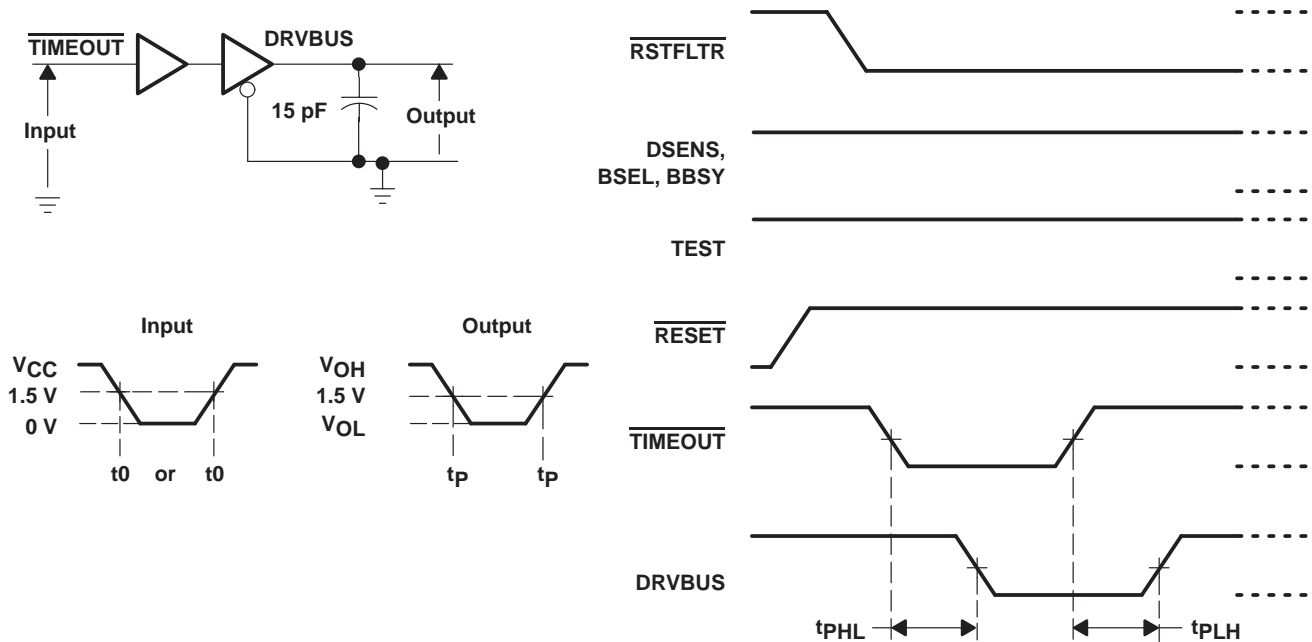 TIMEOUT
DRVBUS
15 pF
Input
Output
Input
VCC
1.5 V
0 V
t0 or t0
Output
VOH
1.5 V
VOL
tP tP
RSTFLTR
DSENS,
BSEL, BBSY
TEST
RESET
TIMEOUT
DRVBUS
tPHL
tPLH